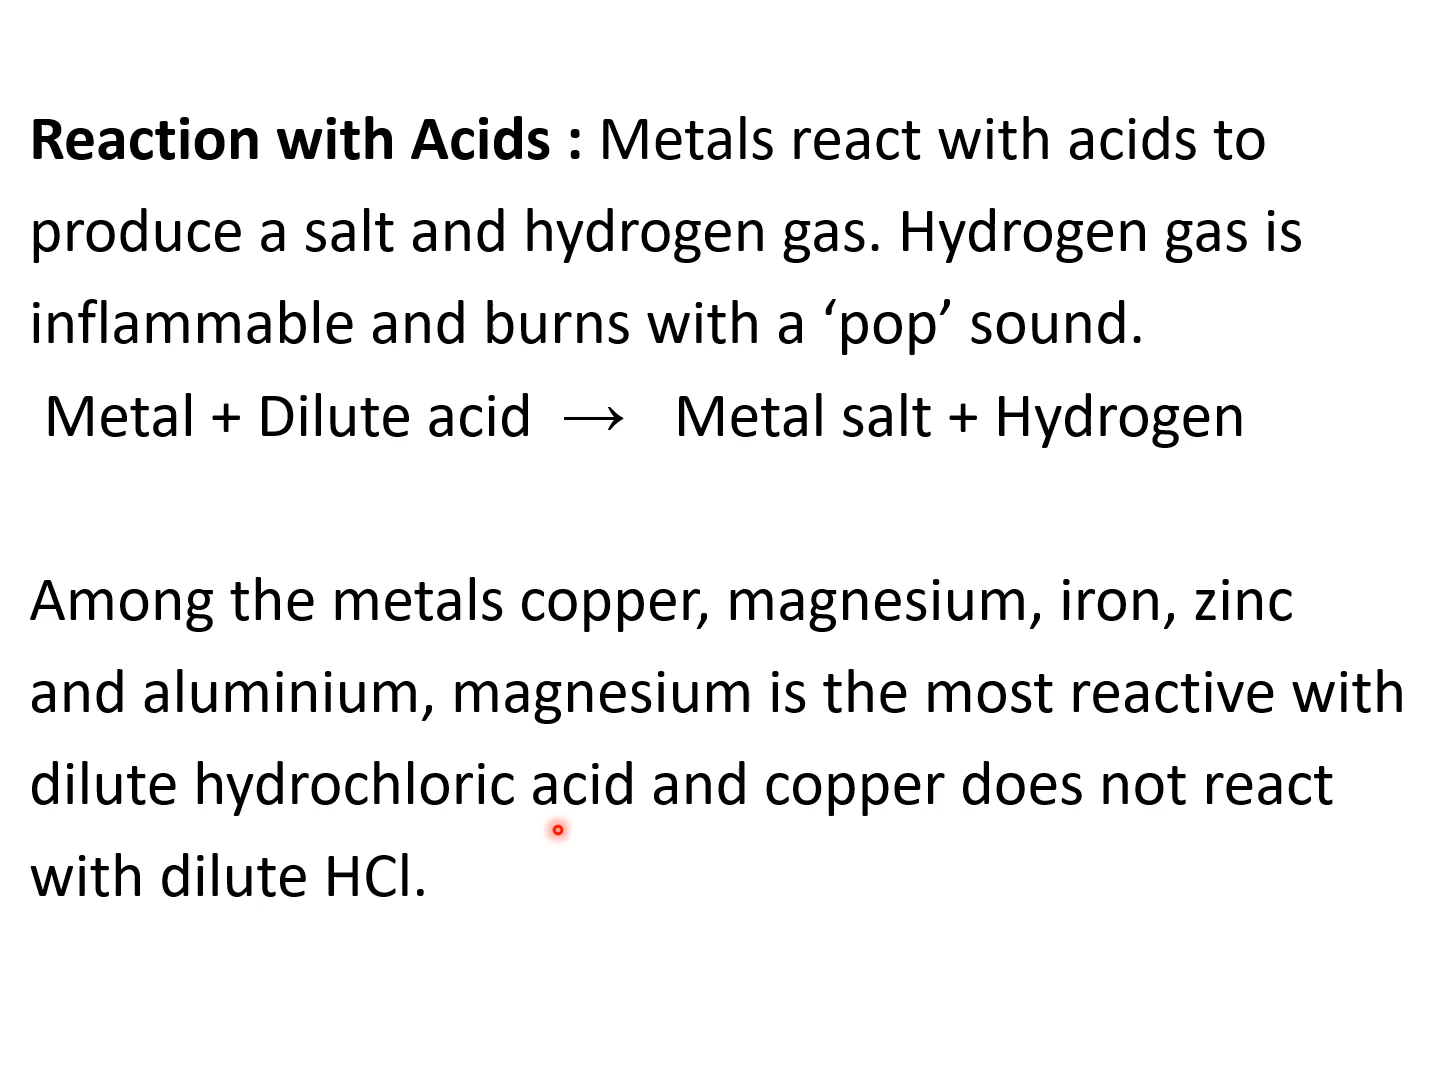 Reaction with Acids : Metals react with acids to
produce a salt and hydrogen gas. Hydrogen gas is
inflammable and burns with a ‘pop’ sound.
Metal + Dilute acid → Metal salt + Hydrogen
Among the metals copper, magnesium, iron, zinc
and aluminium, magnesium is the most reactive with
dilute hydrochloric acid and copper does not react
with dilute HCl.